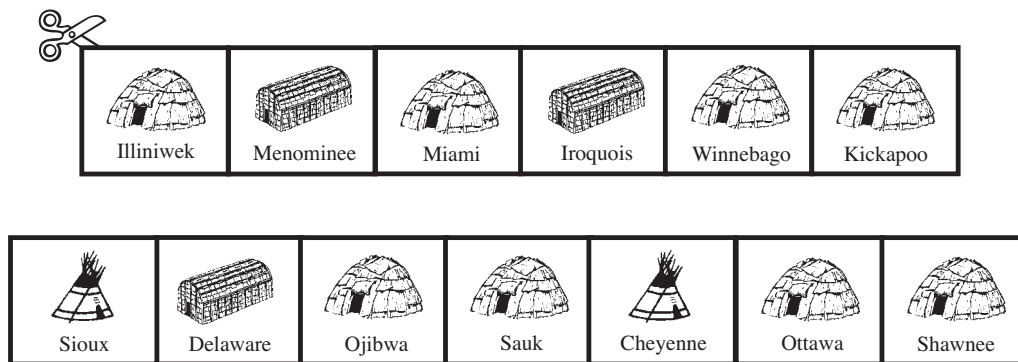 Illiniwek Menominee Miami Iroquois Winnebago Kickapoo
Sioux Delaware Ojibwa Sauk Cheyenne Ottawa Shawnee